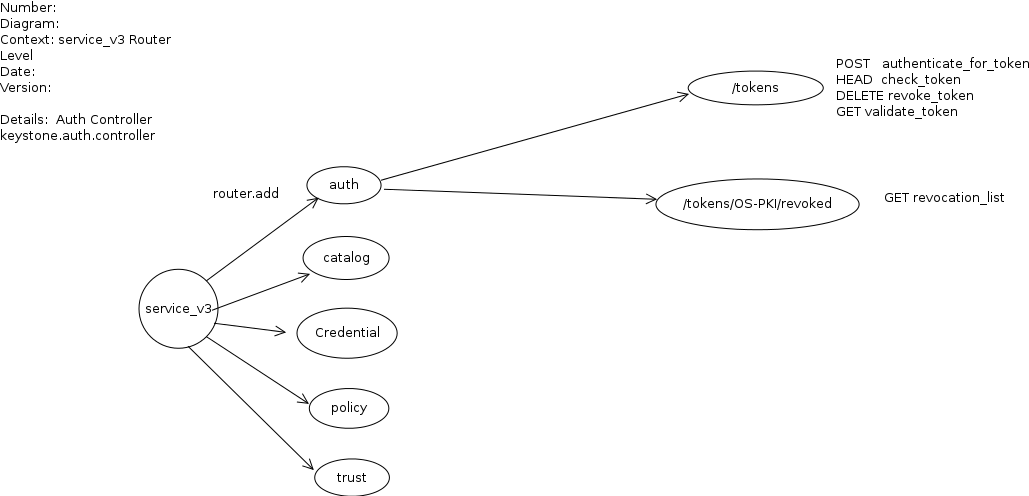 Number:
Diagram:
Context: service_v3 Router
Level
Date:
Version:
Details:  Auth Controller
keystone.auth.controller
/tokens
POST   authenticate_for_token
HEAD  check_token
DELETE revoke_token
GET validate_token
router.add
auth
/tokens/OS-PKI/revoked
GET revocation_list
catalog
service_v3
Credential
policy
trust